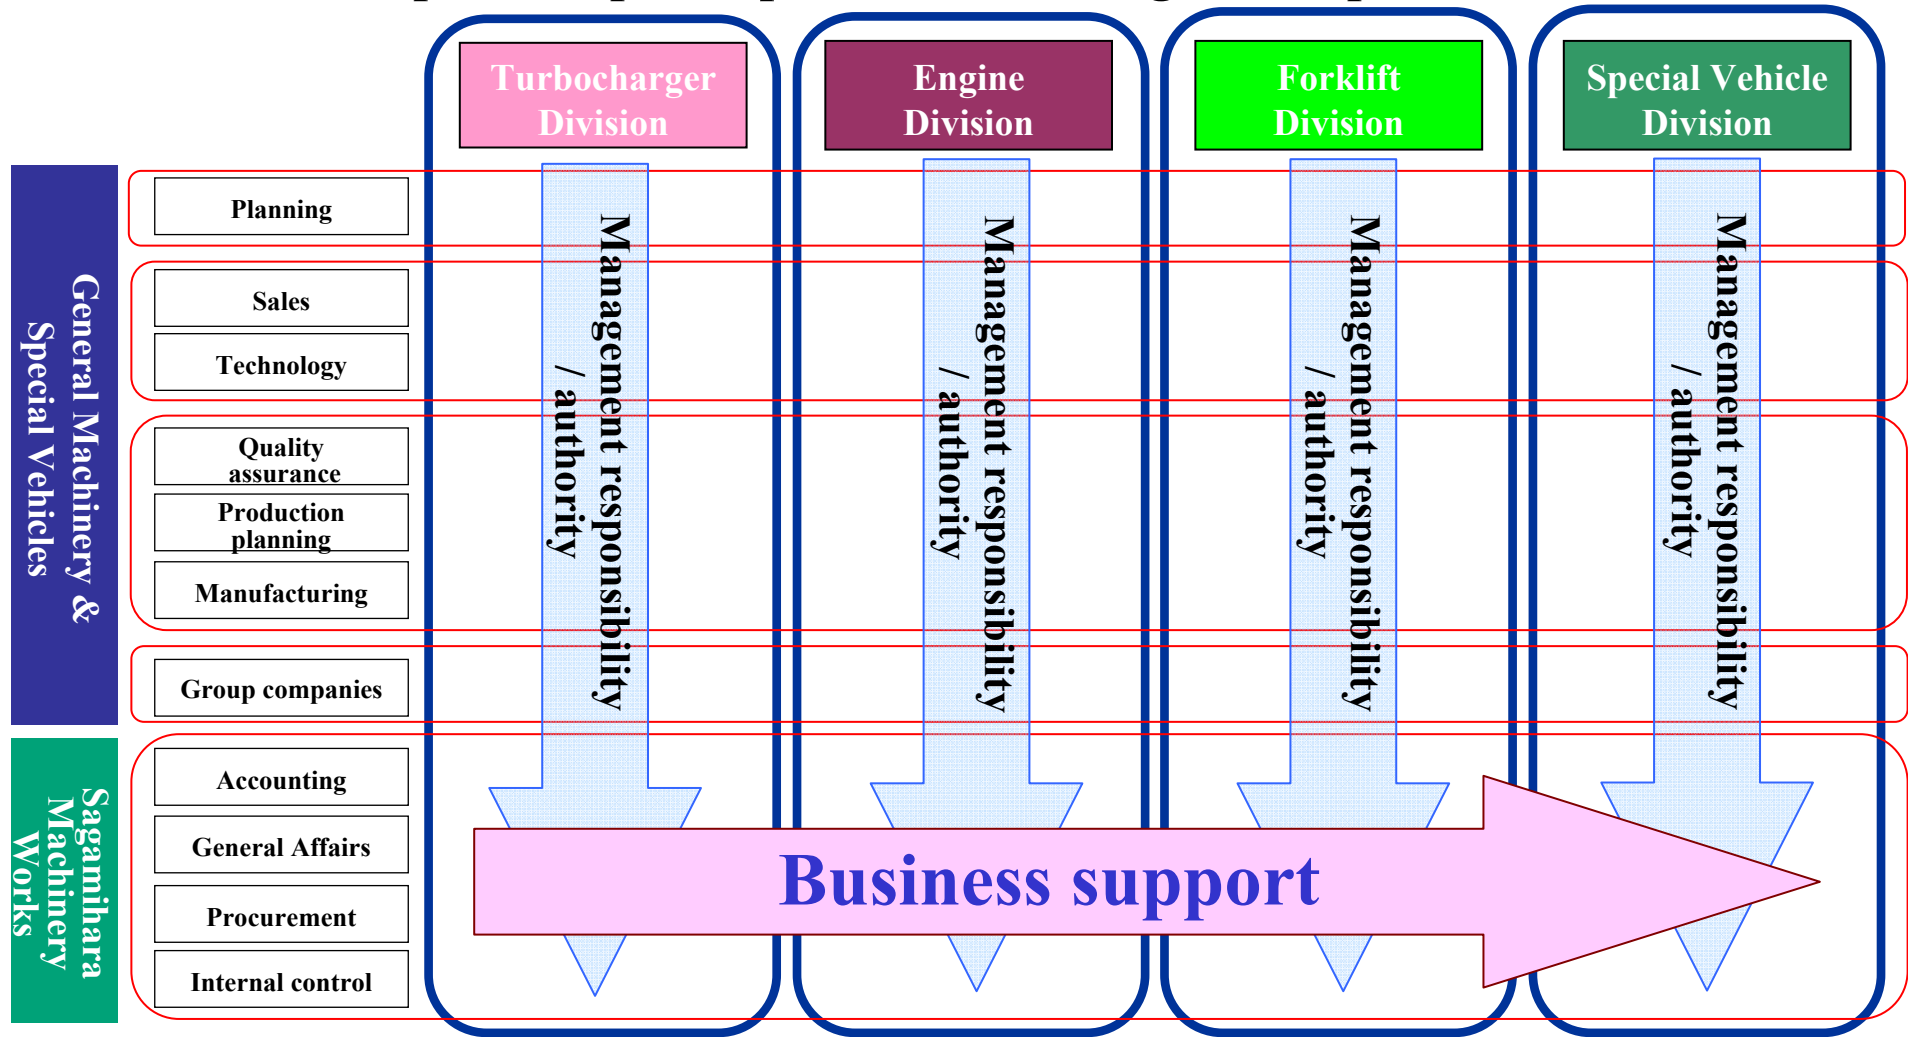 Turbocharger
Division
Engine
Division
Forklift
Division
Special Vehicle
Division
General Machinery &
Special Vehicles
Planning
Sales
Technology
Quality
assurance
Production
planning
Manufacturing
Group companies
Management responsibility
/ authority
Management responsibility
/ authority
Management responsibility
/ authority
Management responsibility
/ authority
Sagamihara
Machinery
Works
Accounting
General Affairs
Procurement
Internal control
Business support